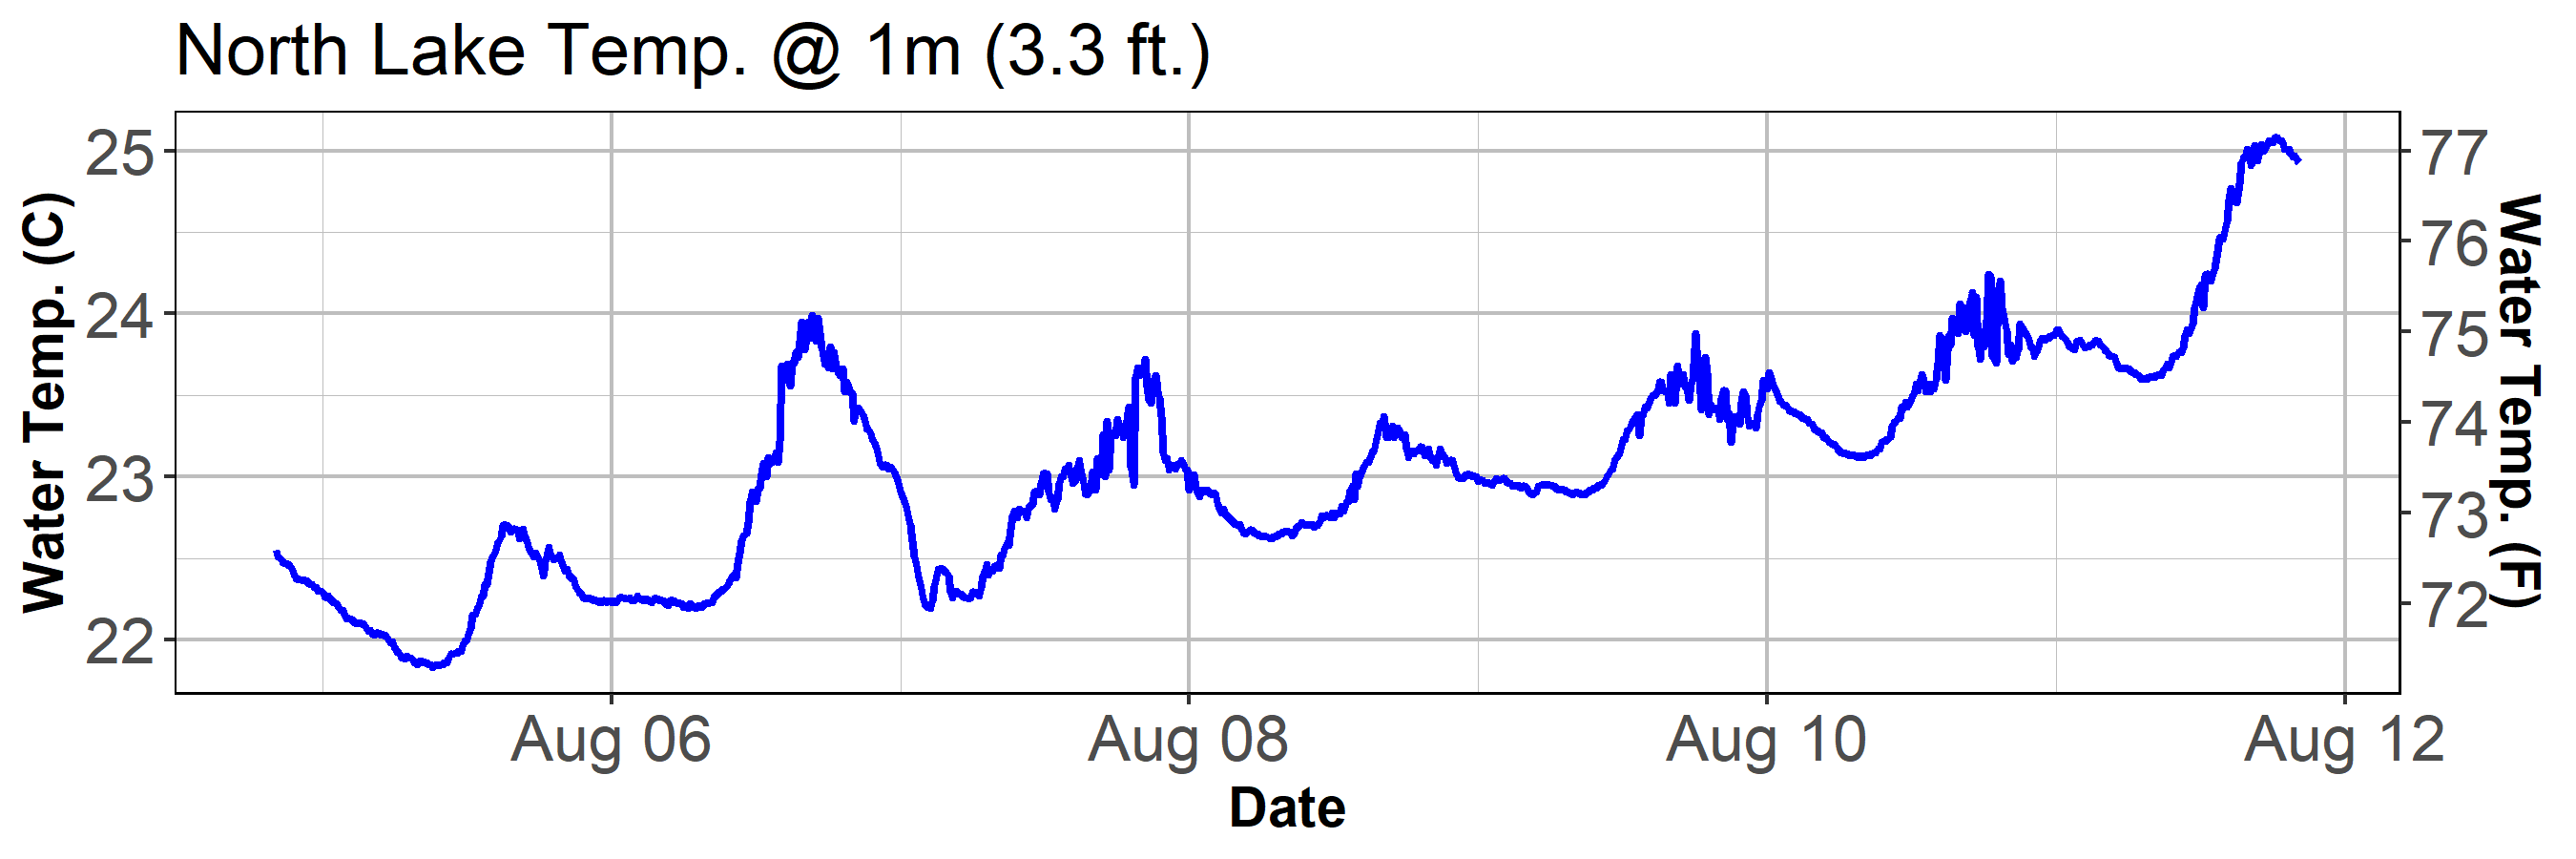 North Lake Temp. @ 1m (3.3 ft.)
25
24
23
22
Water Temp. (C)
77
76
75
74
73
72
Water Temp. (F)
Aug 06
Aug 08
Aug 10
Aug 12
Date